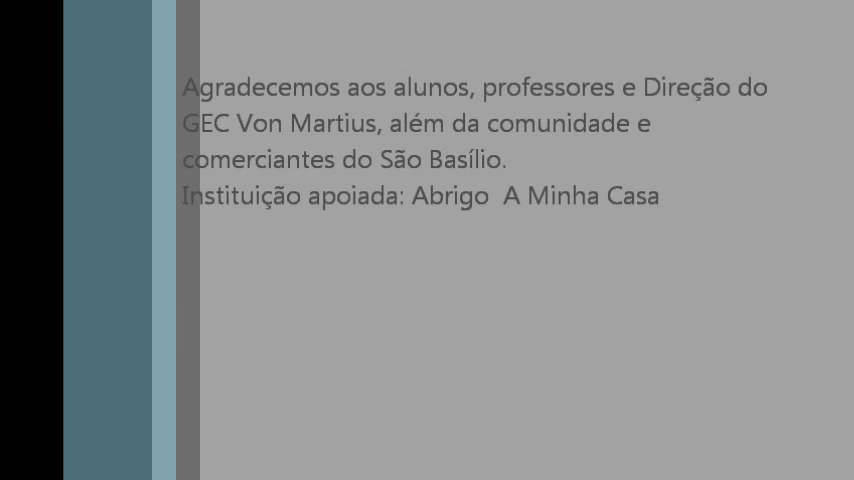 Agradecemos aos alunos, professores e Direção do
GEC Von Martius, além da comunidade e
comerciantes do São Basílio.
Instituição apoiada: Abrigo  A Minha Casa